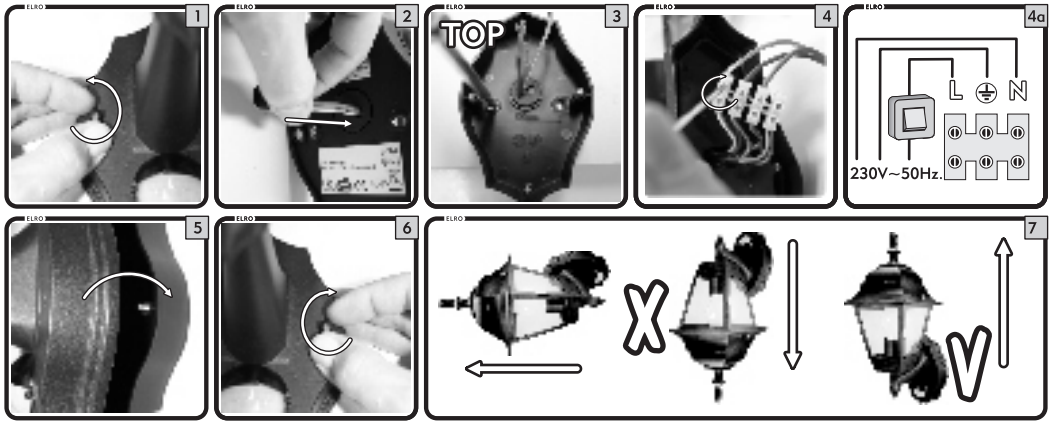 ELRO 1
ELRO 2
ELRO 3
TOP
ELRO 4
ELRO 4a
L N
230V~50Hz.
ELRO 5
ELRO 6
ELRO 7
X
V